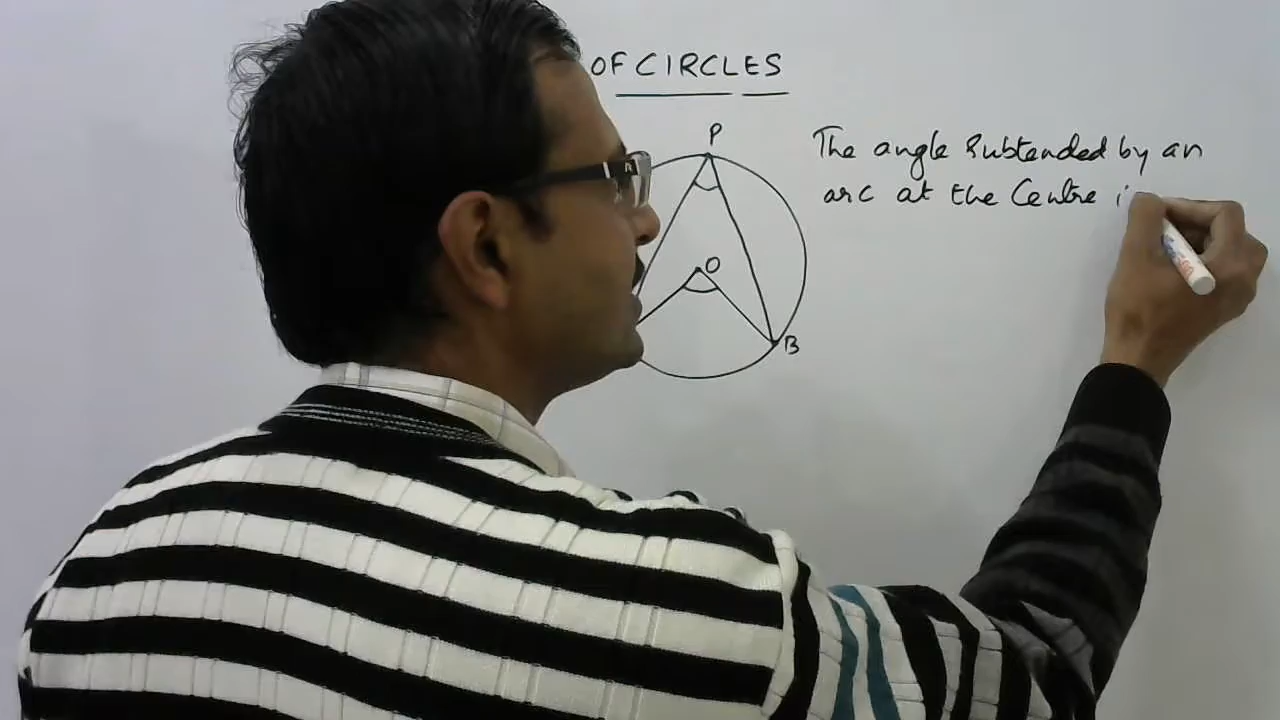 OF CIRCLES
P
The angle Subtended by an
arc at the Centre i
O
B